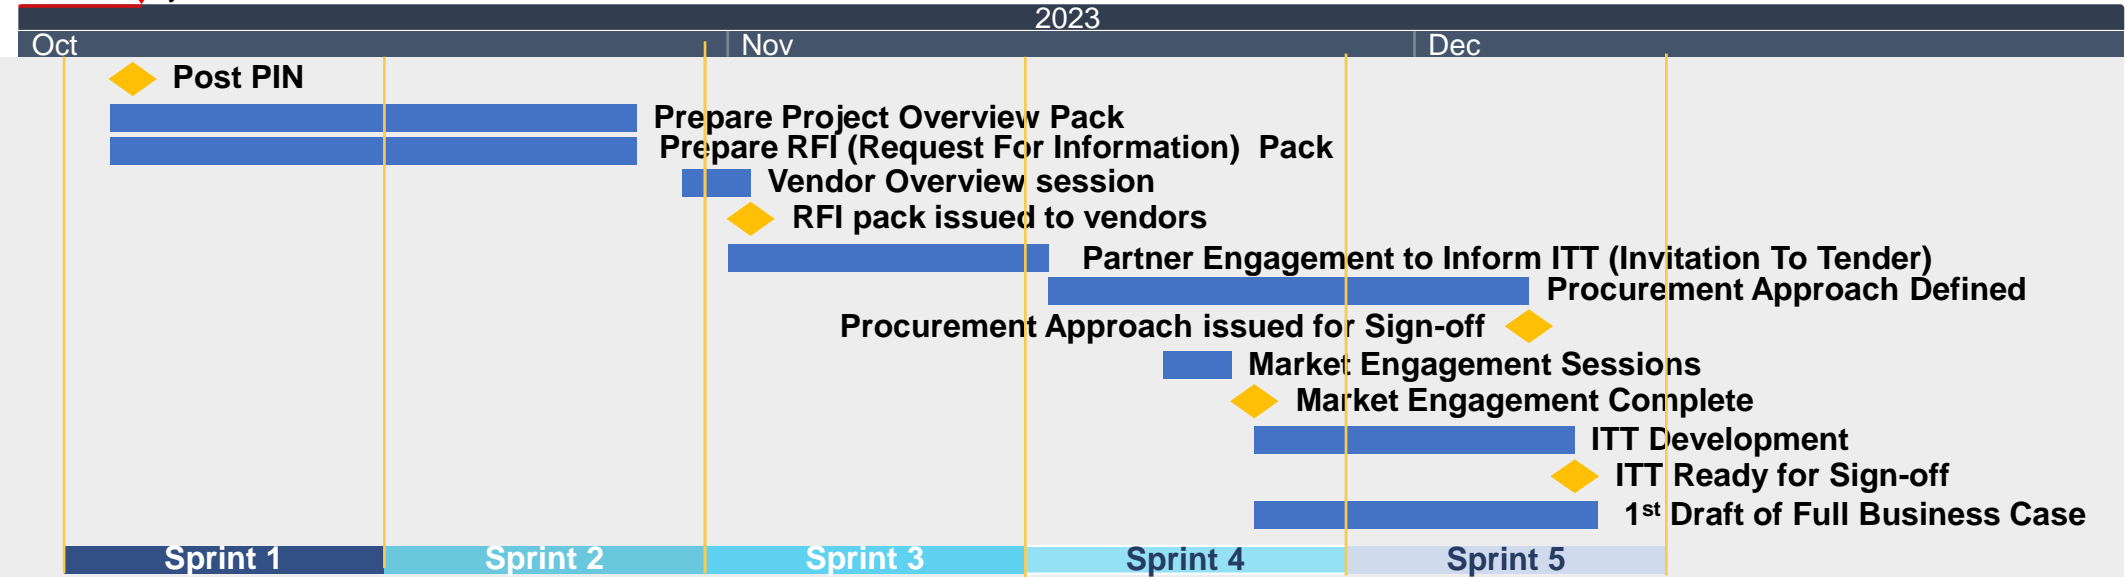 2023
Oct Nov Dec
Post PIN
Prepare Project Overview Pack
Prepare RFI (Request For Information) Pack
Vendor Overview session
RFI pack issued to vendors
Partner Engagement to Inform ITT (Invitation To Tender)
Procurement Approach Defined
Procurement Approach issued for Sign-off
Market Engagement Sessions
Market Engagement Complete
ITT Development
ITT Ready for Sign-off
1st Draft of Full Business Case
Sprint 1 Sprint 2 Sprint 3 Sprint 4 Sprint 5